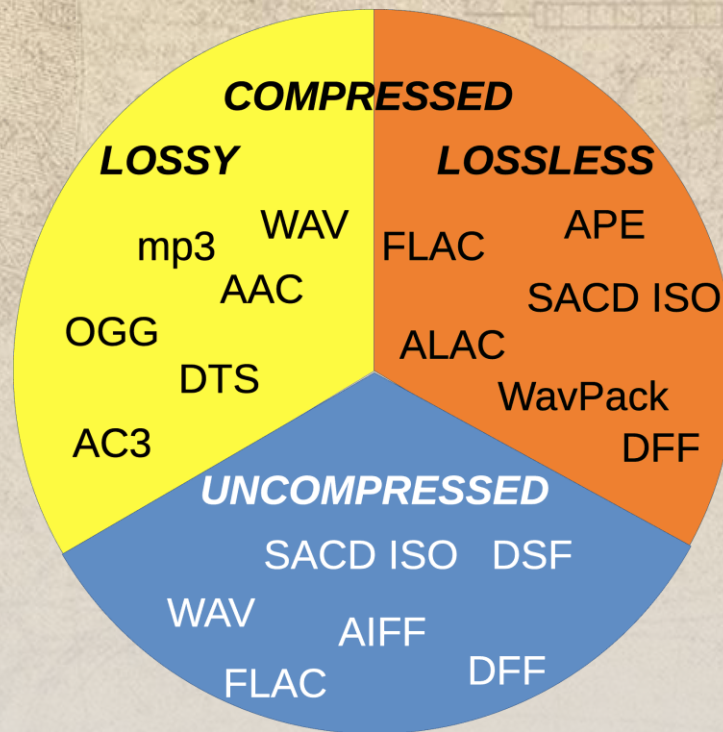 COMPRESSED
LOSSY
LOSSLESS
WAV
mp3
AAC
OGG
DTS
AC3
FLAC
APE
SACD ISO
ALAC
WavPack
DFF
UNCOMPRESSED
SACD ISO DSF
WAV
AIFF
FLAC
DFF